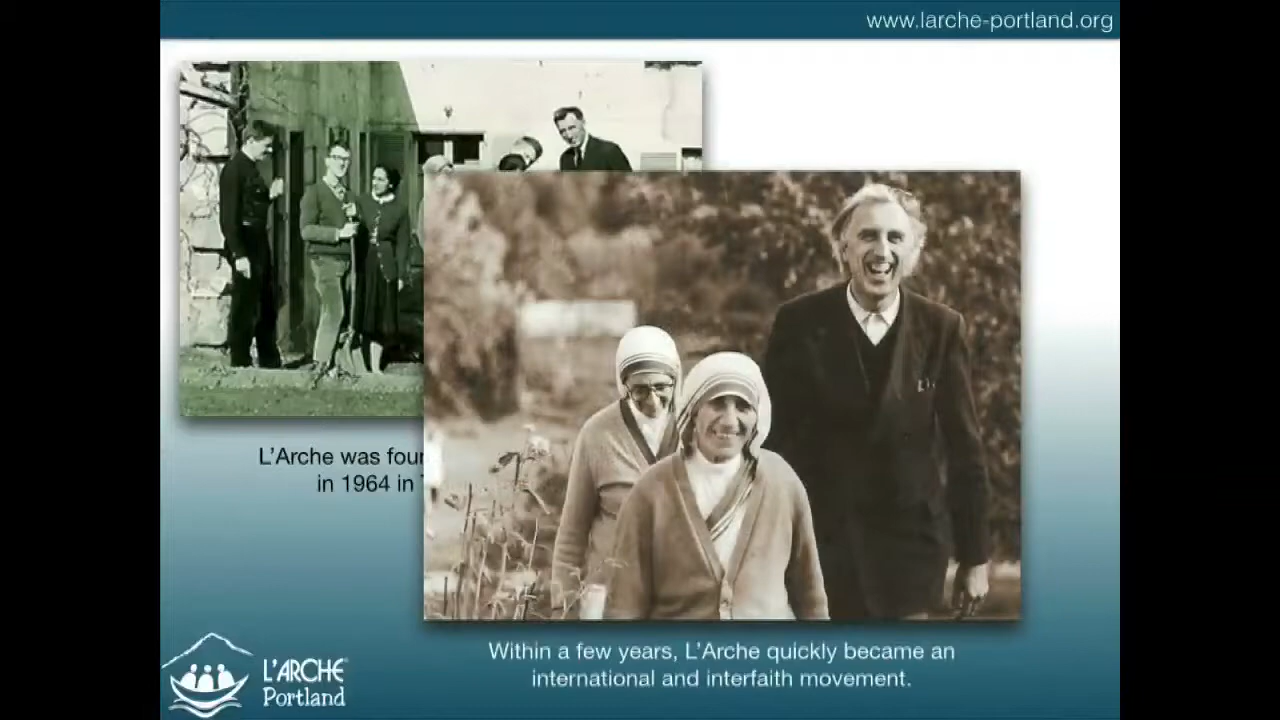 www.larche-portland.org
L'Arche was four
in 1964 in
Within a few years, L'Arche quickly became an
international and interfaith movement.
L'ARCHE
Portland